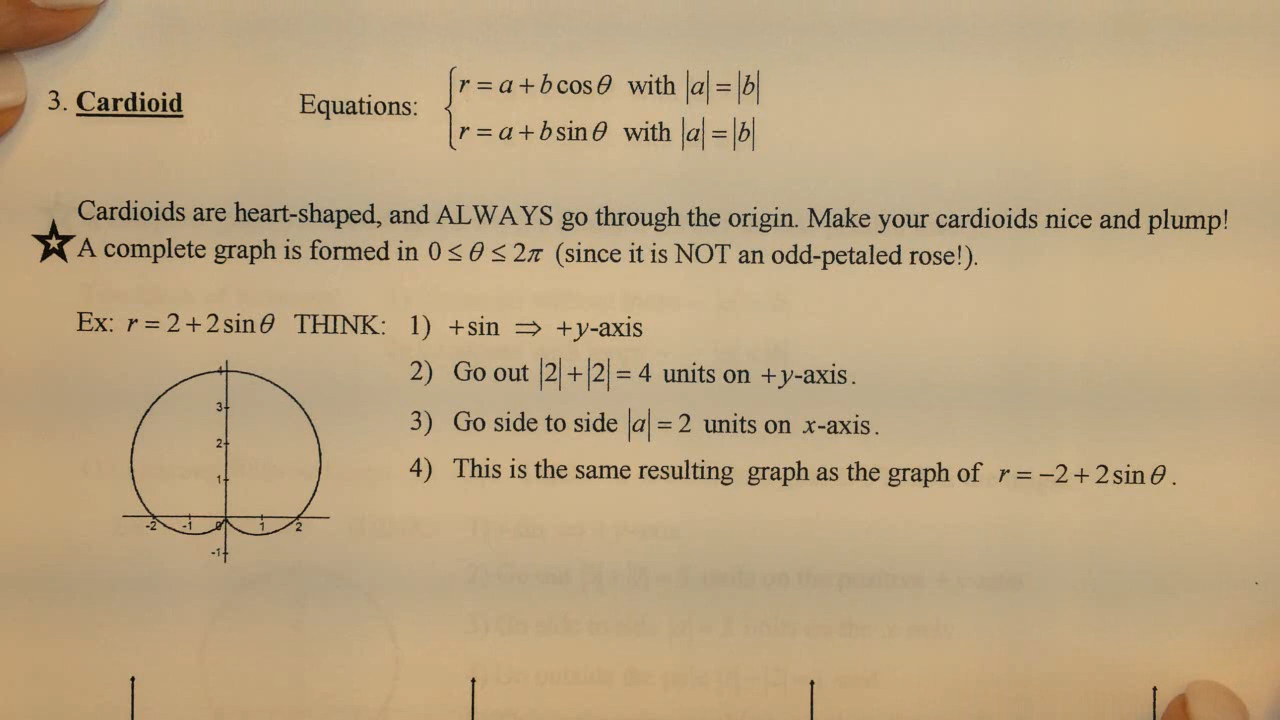 3. Cardioid Equations: { r = a + b cos θ with |a| = |b|
r = a + b sin θ with |a| = |b|
Cardioids are heart-shaped, and ALWAYS go through the origin. Make your cardioids nice and plump!
A complete graph is formed in 0 ≤ θ ≤ 2π (since it is NOT an odd-petaled rose!).
Ex: r = 2 + 2 sin θ THINK: 1) +sin ⇒ +y-axis
2) Go out |2| + |2| = 4 units on +y-axis.
3) Go side to side |a| = 2 units on x-axis.
4) This is the same resulting graph as the graph of r = −2 + 2 sin θ.
4
3
2
1
-2 -1 0 1 2
-1